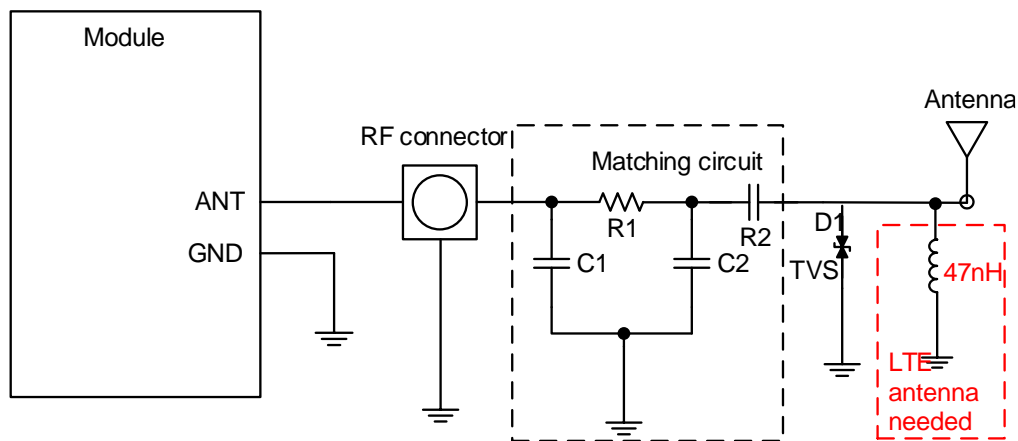 Module
Antenna
RF connector
Matching circuit
ANT
R1
R2
D1
GND
C1
C2
TVS
47nH
LTE
antenna
needed